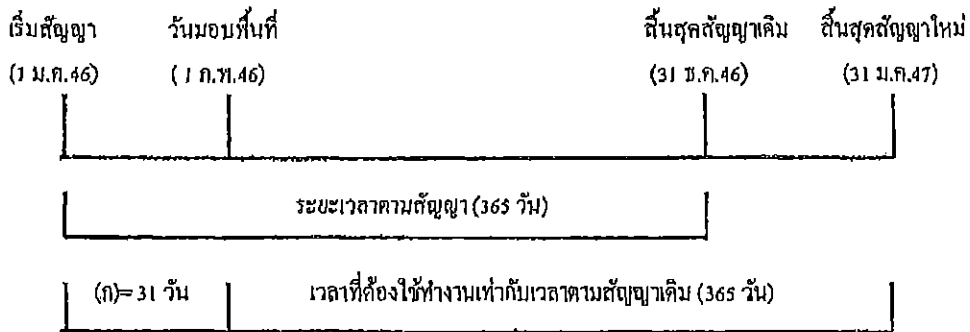 เริ่มสัญญา วันมอบพื้นที่ สิ้นสุดสัญญาเดิม สิ้นสุดสัญญาใหม่
(1 ม.ค.46) (1 ก.พ.46) (31 ธ.ค.46) (31 ม.ค.47)
ระยะเวลาตามสัญญา (365 วัน)
(ก)= 31 วัน เวลาที่ต้องใช้ทำงานเท่ากับเวลาตามสัญญาเดิม (365 วัน)